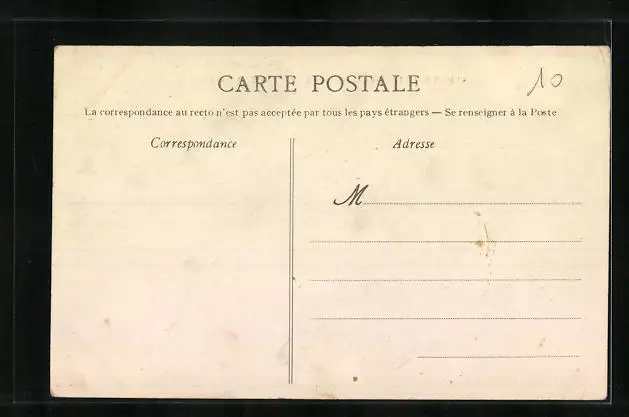 CARTE POSTALE
10
La correspondance au recto n'est pas acceptée par tous les pays étrangers — Se renseigner à la Poste
Correspondance
Adresse
M